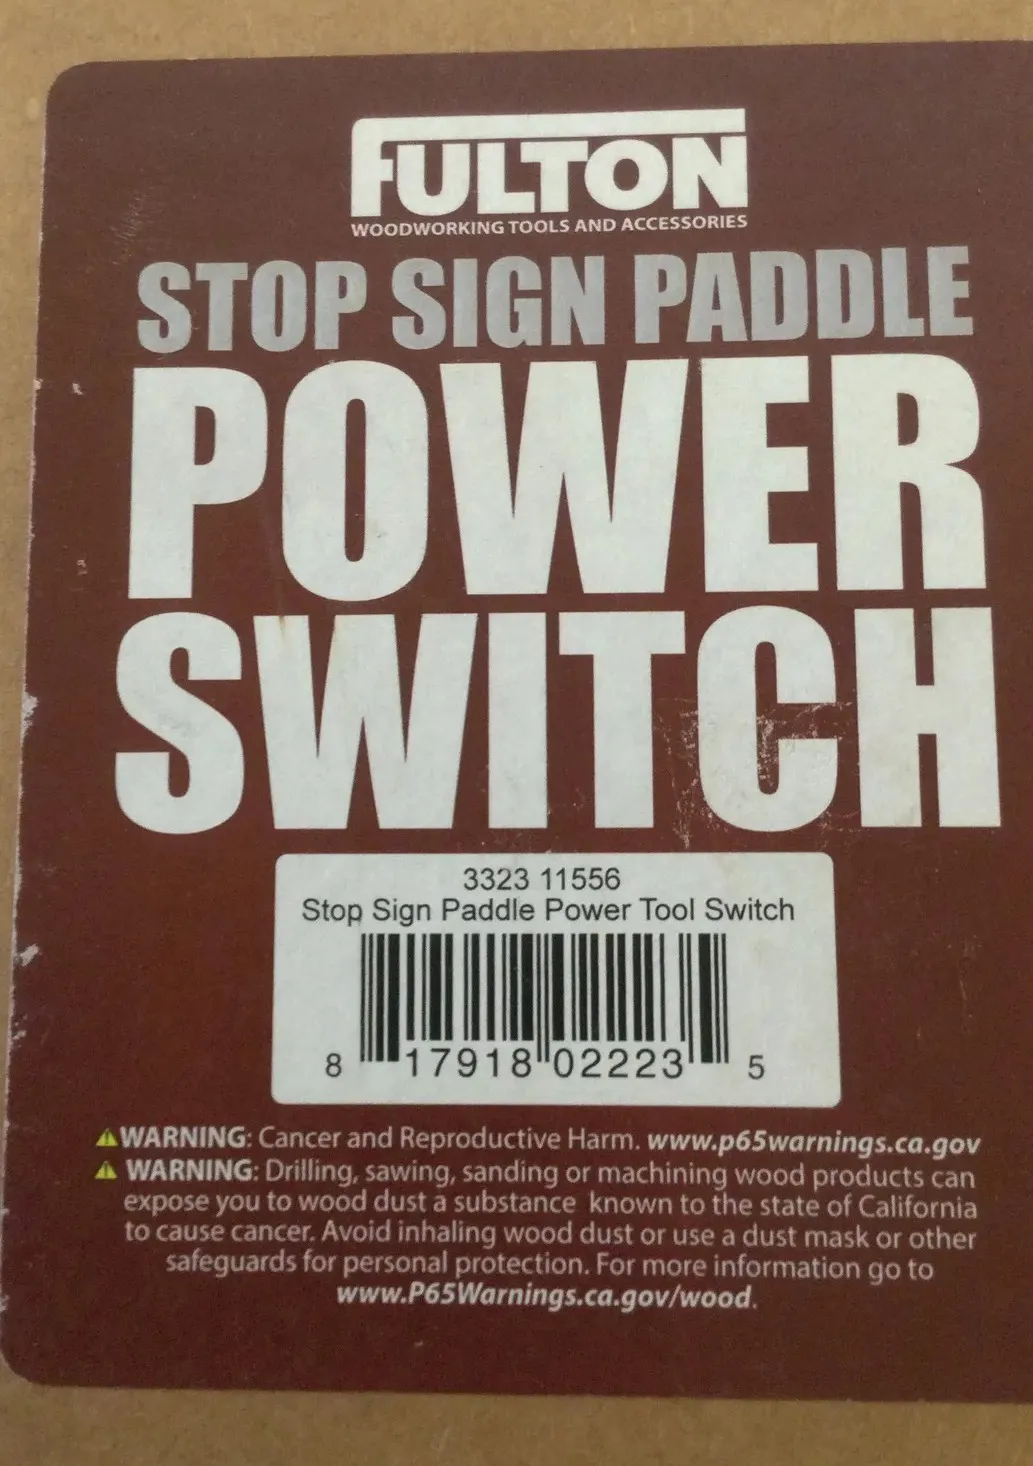 FULTON
WOODWORKING TOOLS AND ACCESSORIES
STOP SIGN PADDLE
POWER
SWITCH
3323 11556
Stop Sign Paddle Power Tool Switch
8 17918 02223 5
WARNING: Cancer and Reproductive Harm. www.p65warnings.ca.gov
WARNING: Drilling, sawing, sanding or machining wood products can
expose you to wood dust a substance known to the state of California
to cause cancer. Avoid inhaling wood dust or use a dust mask or other
safeguards for personal protection. For more information go to
www.P65Warnings.ca.gov/wood.